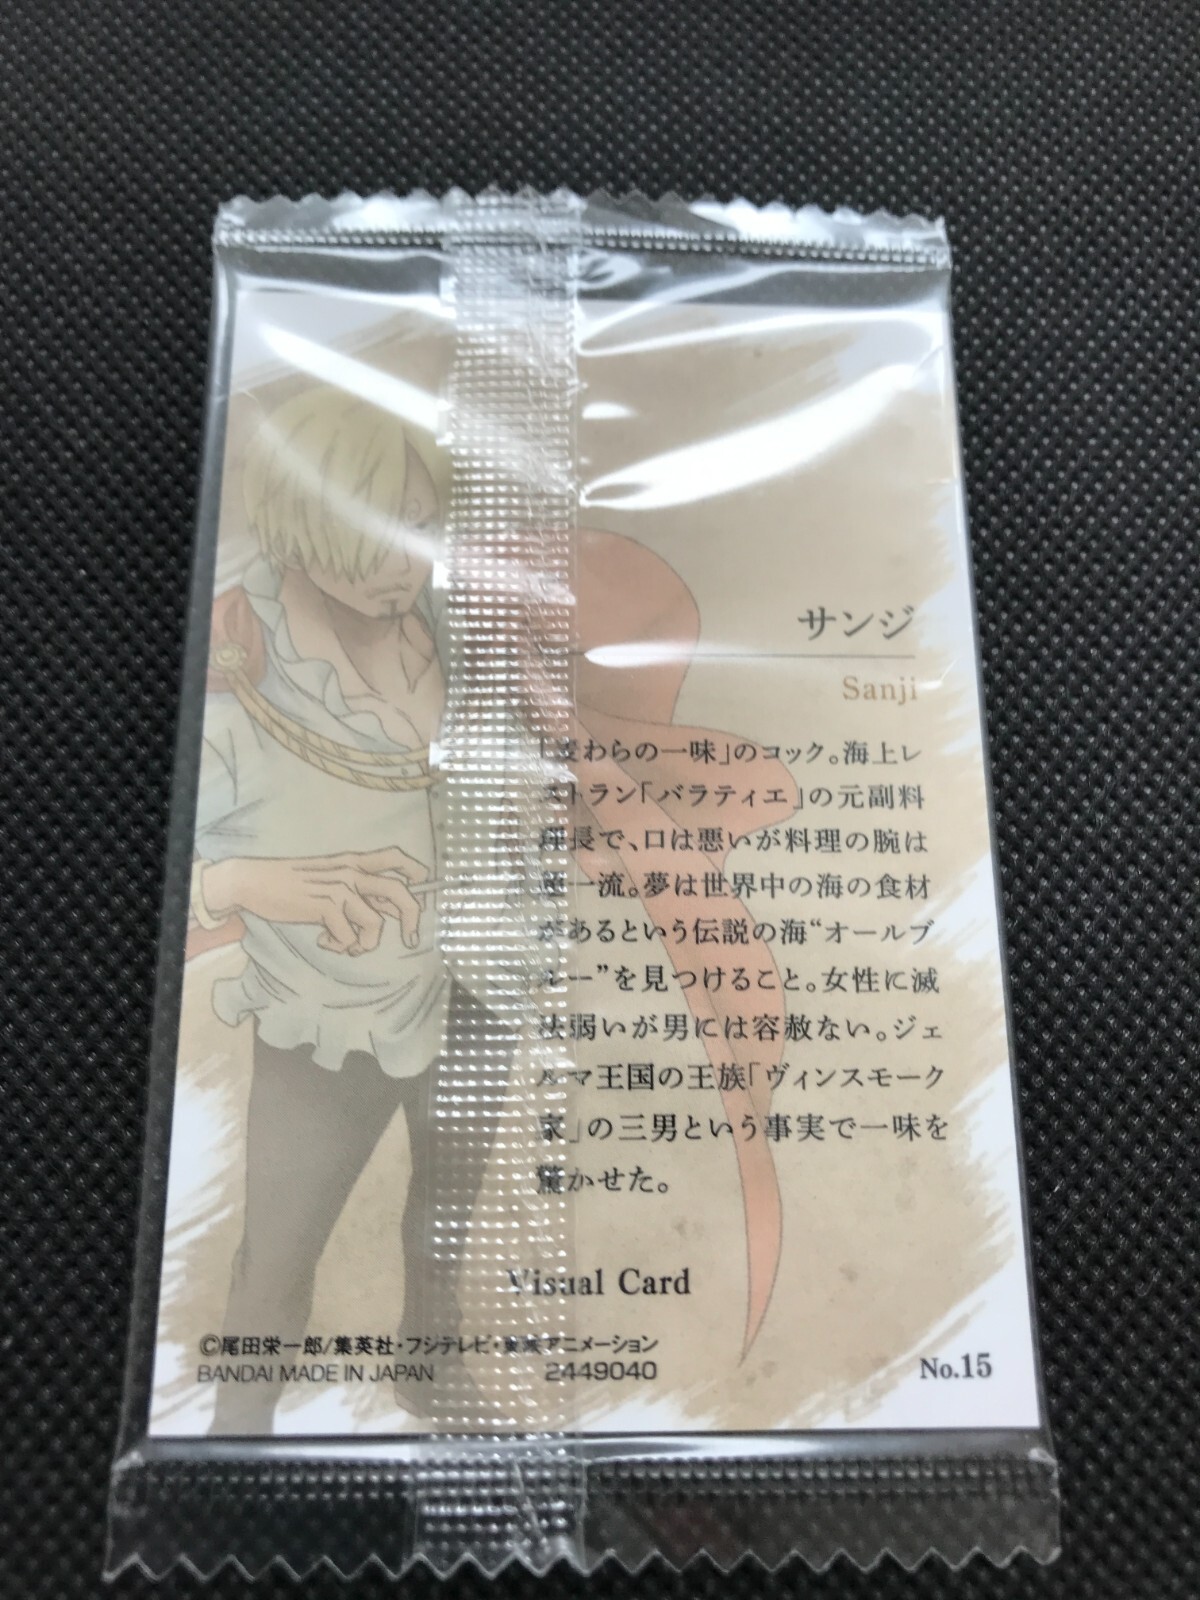 サンジ
Sanji
「麦わらの一味」のコック。海上レ
ストラン「バラティエ」の元副料
理長で、口は悪いが料理の腕は
超一流。夢は世界中の海の食材
があるという伝説の海“オールブ
ルー”を見つけること。女性に滅
法弱いが男には容赦ない。ジェ
ルマ王国の王族「ヴィンスモーク
家」の三男という事実で一味を
驚かせた。
Visual Card
©尾田栄一郎/集英社・フジテレビ・東映アニメーション
BANDAI MADE IN JAPAN 2449040
No.15